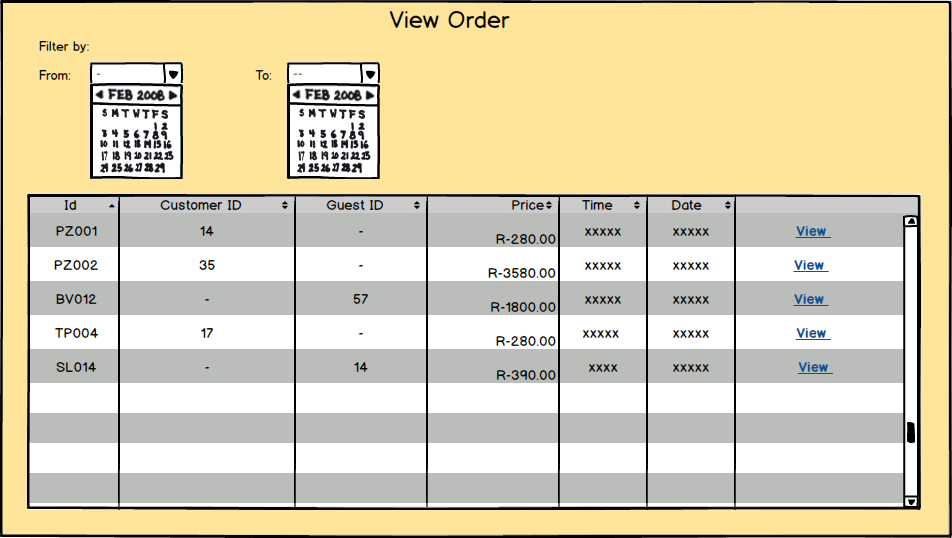 View Order
Filter by:
From: - To: --
FEB 2008 FEB 2008
S M T W T F S S M T W T F S
1 2 1 2
3 4 5 6 7 8 9 3 4 5 6 7 8 9
10 11 12 13 14 15 16 10 11 12 13 14 15 16
17 18 19 20 21 22 23 17 18 19 20 21 22 23
24 25 26 27 28 29 24 25 26 27 28 29
Id Customer ID Guest ID Price Time Date
PZ001 14 - R-280.00 xxxxx xxxxx View
PZ002 35 - R-3580.00 xxxxx xxxxx View
BV012 - 57 R-1800.00 xxxxx xxxxx View
TP004 17 - R-280.00 xxxxx xxxxx View
SL014 - 14 R-390.00 xxxx xxxxx View